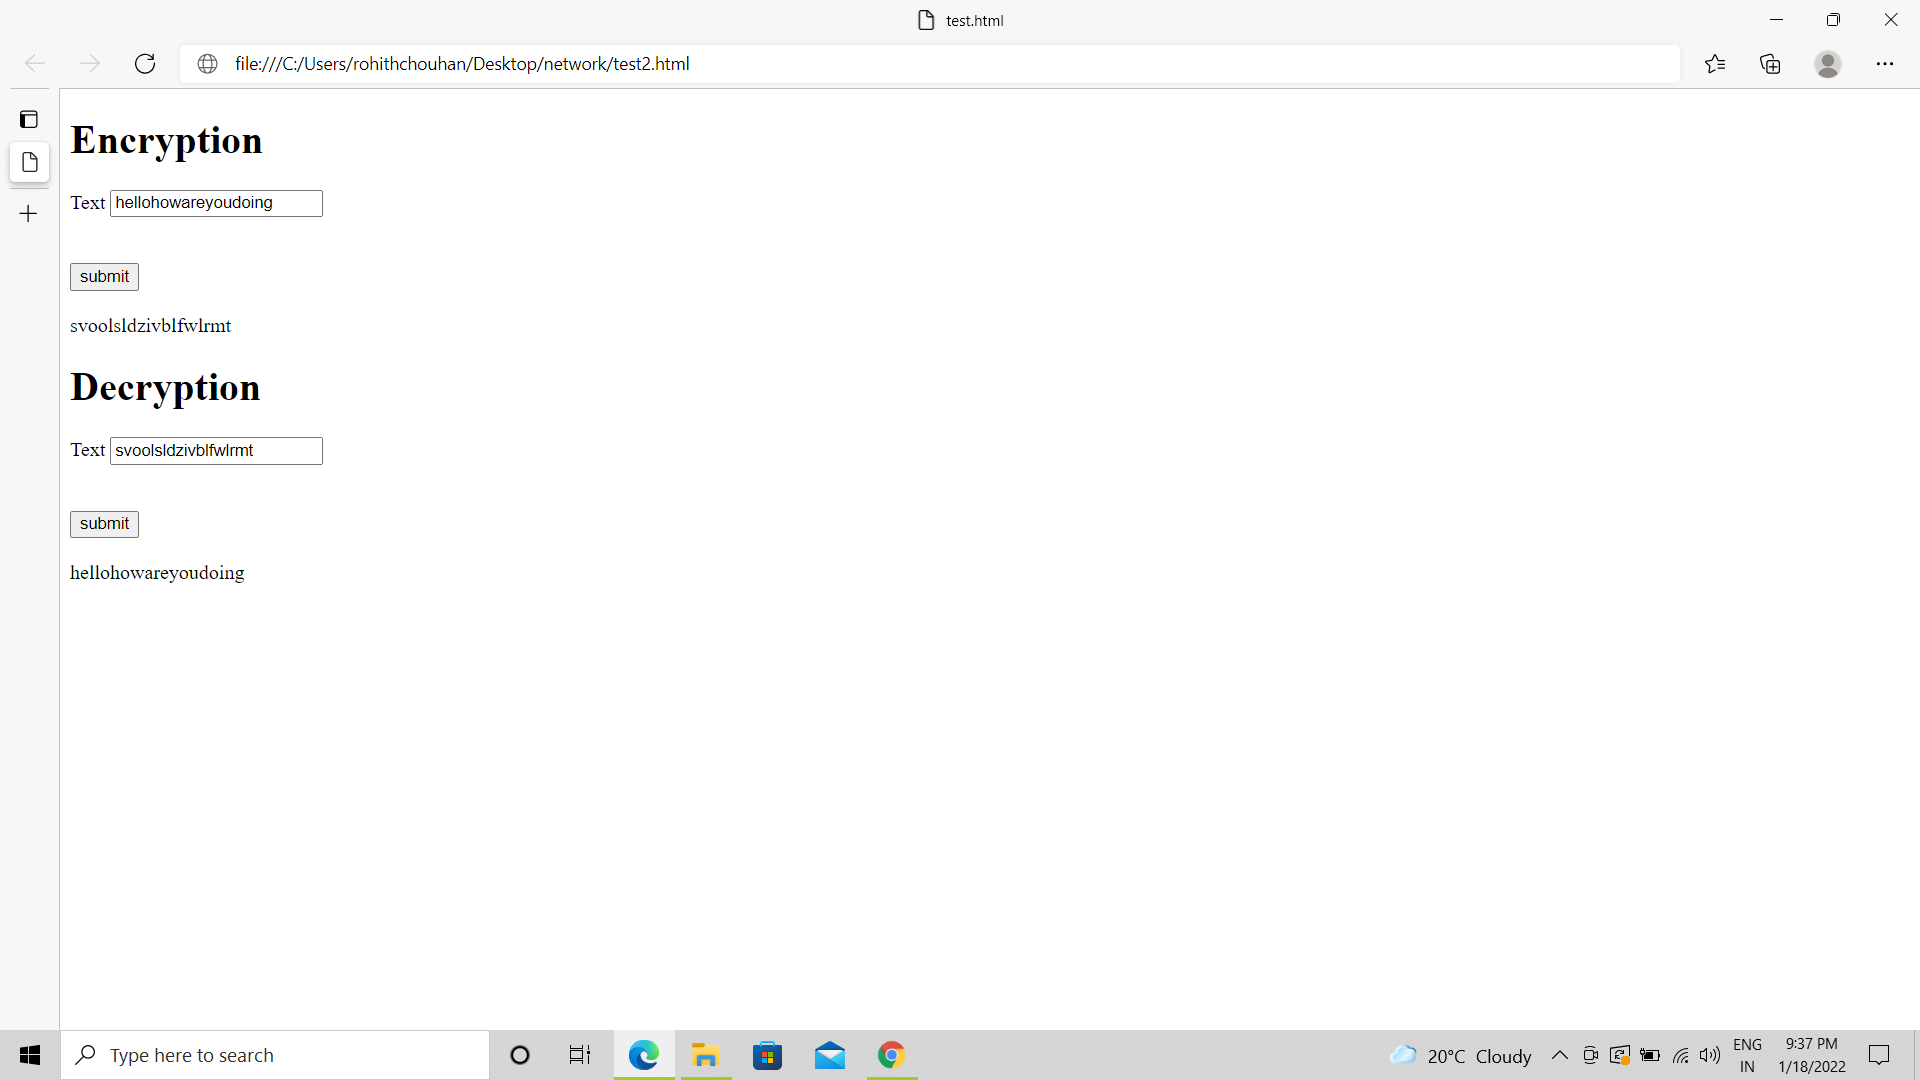 test.html
file:///C:/Users/rohithchouhan/Desktop/network/test2.html
Encryption
Text hellohowareyoudoing
submit
svoolsldzivblfwlrmt
Decryption
Text svoolsldzivblfwlrmt
submit
hellohowareyoudoing
Type here to search
20°C Cloudy
ENG
IN
9:37 PM
1/18/2022